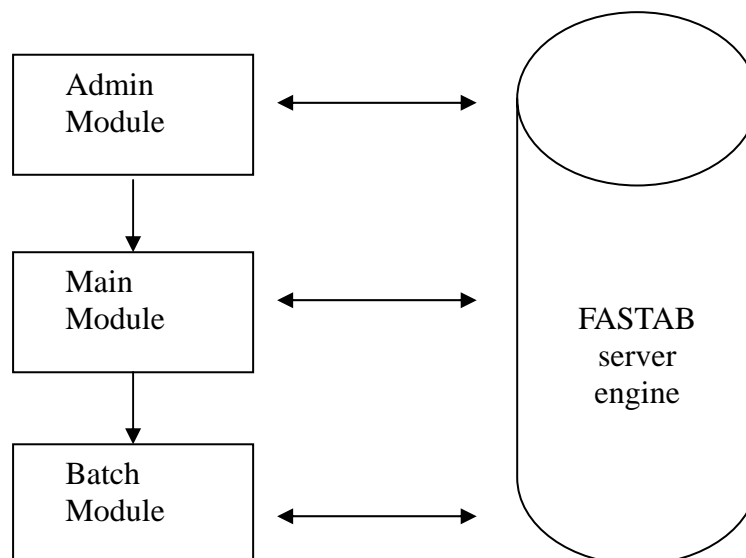 Admin
Module
Main
Module
FASTAB
server
engine
Batch
Module